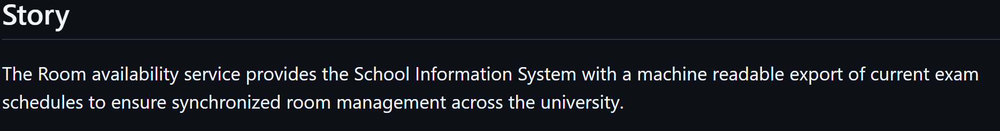 Story
The Room availability service provides the School Information System with a machine readable export of current exam
schedules to ensure synchronized room management across the university.